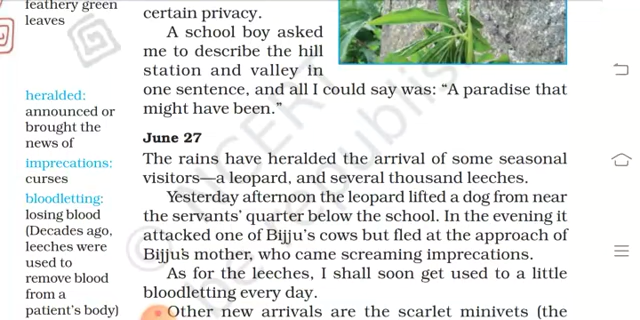 feathery green
leaves
certain privacy.
A school boy asked
me to describe the hill
station and valley in
one sentence, and all I could say was: “A paradise that
might have been.”
heralded:
announced or
brought the
news of
imprecations:
curses
bloodletting:
losing blood
(Decades ago,
leeches were
used to
remove blood
from a
patient’s body)
June 27
The rains have heralded the arrival of some seasonal
visitors—a leopard, and several thousand leeches.
Yesterday afternoon the leopard lifted a dog from near
the servants’ quarter below the school. In the evening it
attacked one of Bijju’s cows but fled at the approach of
Bijju’s mother, who came screaming imprecations.
As for the leeches, I shall soon get used to a little
bloodletting every day.
Other new arrivals are the scarlet minivets (the
© NCERT
be republis